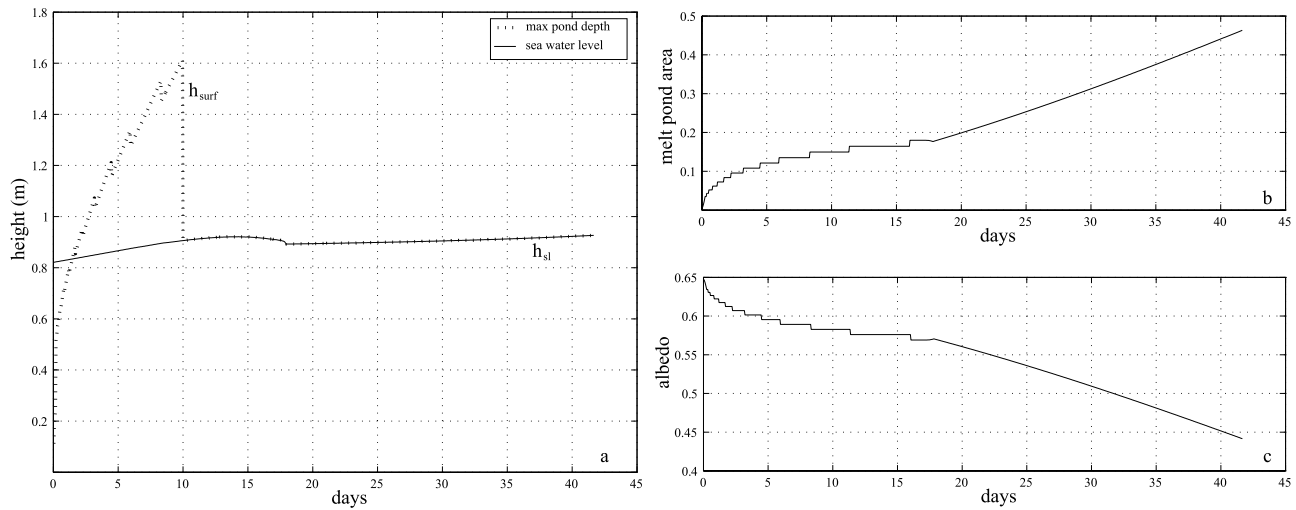 1.8
1.6
1.4
1.2
1
0.8
0.6
0.4
0.2
height (m)
max pond depth
sea water level
h_surf
h_sl
a
0 5 10 15 20 25 30 35 40 45
days
0.5
0.4
0.3
0.2
0.1
melt pond area
b
0 5 10 15 20 25 30 35 40 45
days
0.65
0.6
0.55
0.5
0.45
0.4
albedo
c
0 5 10 15 20 25 30 35 40 45
days